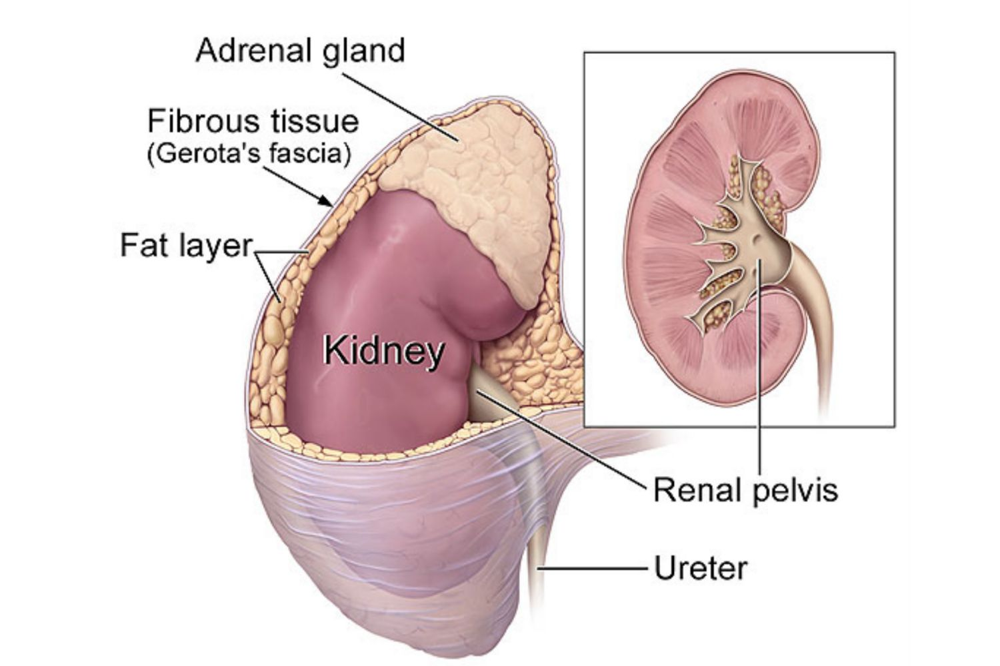 Adrenal gland
Fibrous tissue
(Gerota's fascia)
Fat layer
Kidney
Renal pelvis
Ureter